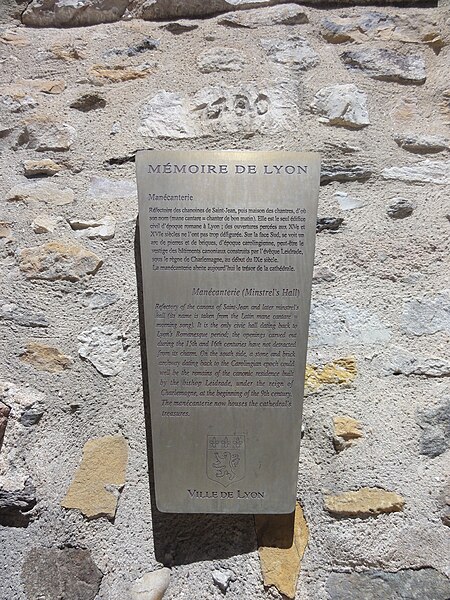 MÉMOIRE DE LYON
Manécanterie
Réfectoire des chanoines de Saint-Jean, puis maison des chantres, d'où
son nom (mane cantare = chanter de bon matin). Elle est le seul édifice
civil d'époque romane à Lyon ; des ouvertures percées aux XVe et
XVIe siècles ne l'ont pas trop défigurée. Sur la face Sud, se voit un
arc de pierres et de briques, d'époque carolingienne, peut-être le
vestige des bâtiments canoniaux construits par l'évêque Leidrade,
sous le règne de Charlemagne, au début du IXe siècle.
La manécanterie abrite aujourd'hui le trésor de la cathédrale.
Manécanterie (Minstrel's Hall)
Refectory of the canons of Saint-Jean and later minstrel's
hall (its name is taken from the Latin mane cantare =
morning song). It is the only civic hall dating back to
Lyon's Romanesque period; the openings carved out
during the 15th and 16th centuries have not detracted
from its charm. On the south side, a stone and brick
archway dating back to the Carolingian epoch could
well be the remains of the canonic residence built
by the bishop Leidrade, under the reign of
Charlemagne, at the beginning of the 9th century.
The manécanterie now houses the cathedral's
treasures.
VILLE DE LYON